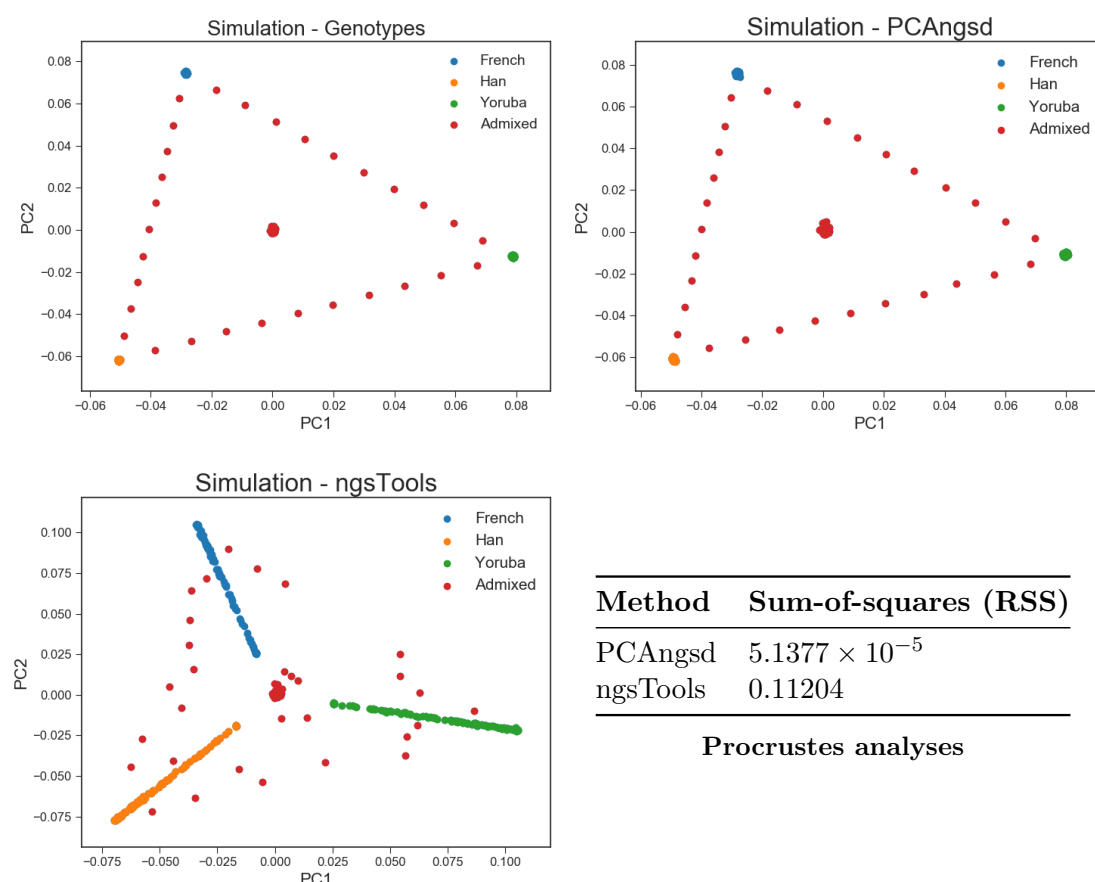 Simulation - Genotypes
French
Han
Yoruba
Admixed
0.08
0.06
0.04
0.02
0.00
−0.02
−0.04
−0.06
PC2
−0.06 −0.04 −0.02 0.00 0.02 0.04 0.06 0.08
PC1
Simulation - PCAngsd
French
Han
Yoruba
Admixed
0.08
0.06
0.04
0.02
0.00
−0.02
−0.04
−0.06
PC2
−0.06 −0.04 −0.02 0.00 0.02 0.04 0.06 0.08
PC1
Simulation - ngsTools
French
Han
Yoruba
Admixed
0.100
0.075
0.050
0.025
0.000
−0.025
−0.050
−0.075
PC2
−0.075 −0.050 −0.025 0.000 0.025 0.050 0.075 0.100
PC1
Method Sum-of-squares (RSS)
PCAngsd 5.1377 × 10⁻⁵
ngsTools 0.11204
Procrustes analyses